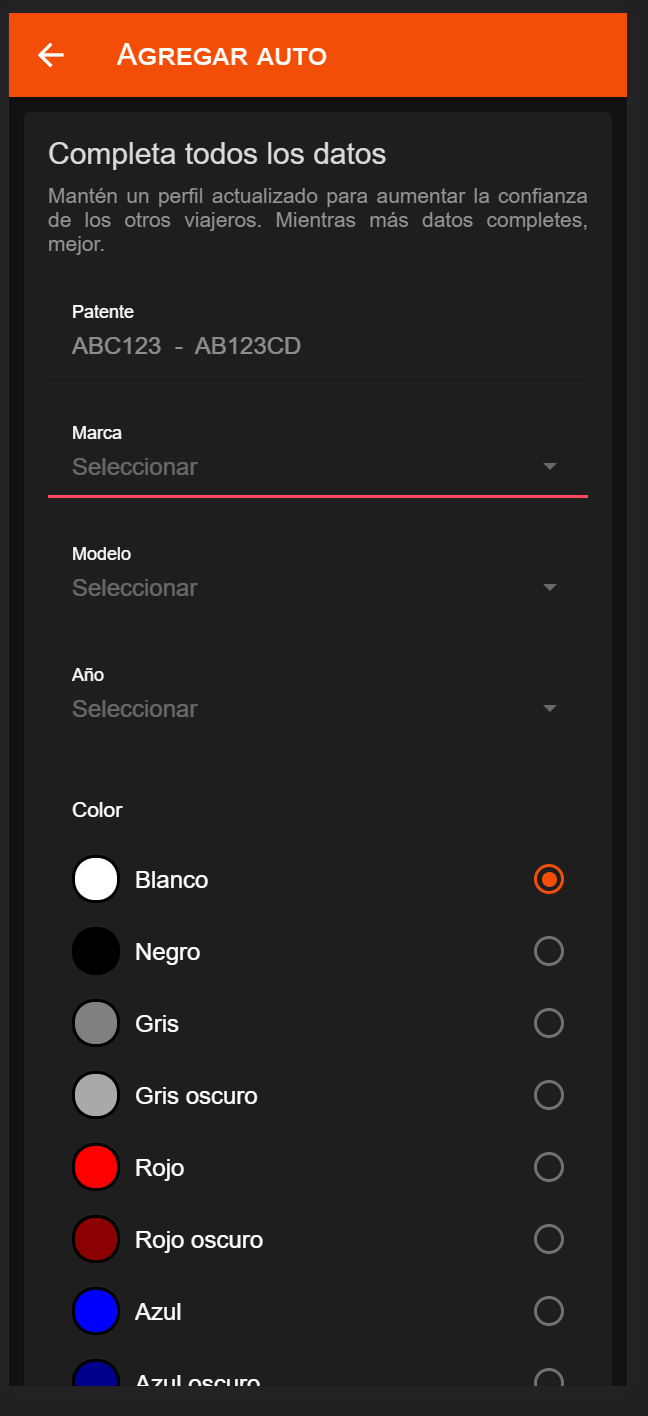 AGREGAR AUTO
Completa todos los datos
Mantén un perfil actualizado para aumentar la confianza
de los otros viajeros. Mientras más datos completes,
mejor.
Patente
ABC123 - AB123CD
Marca
Seleccionar
Modelo
Seleccionar
Año
Seleccionar
Color
Blanco
Negro
Gris
Gris oscuro
Rojo
Rojo oscuro
Azul
Azul oscuro